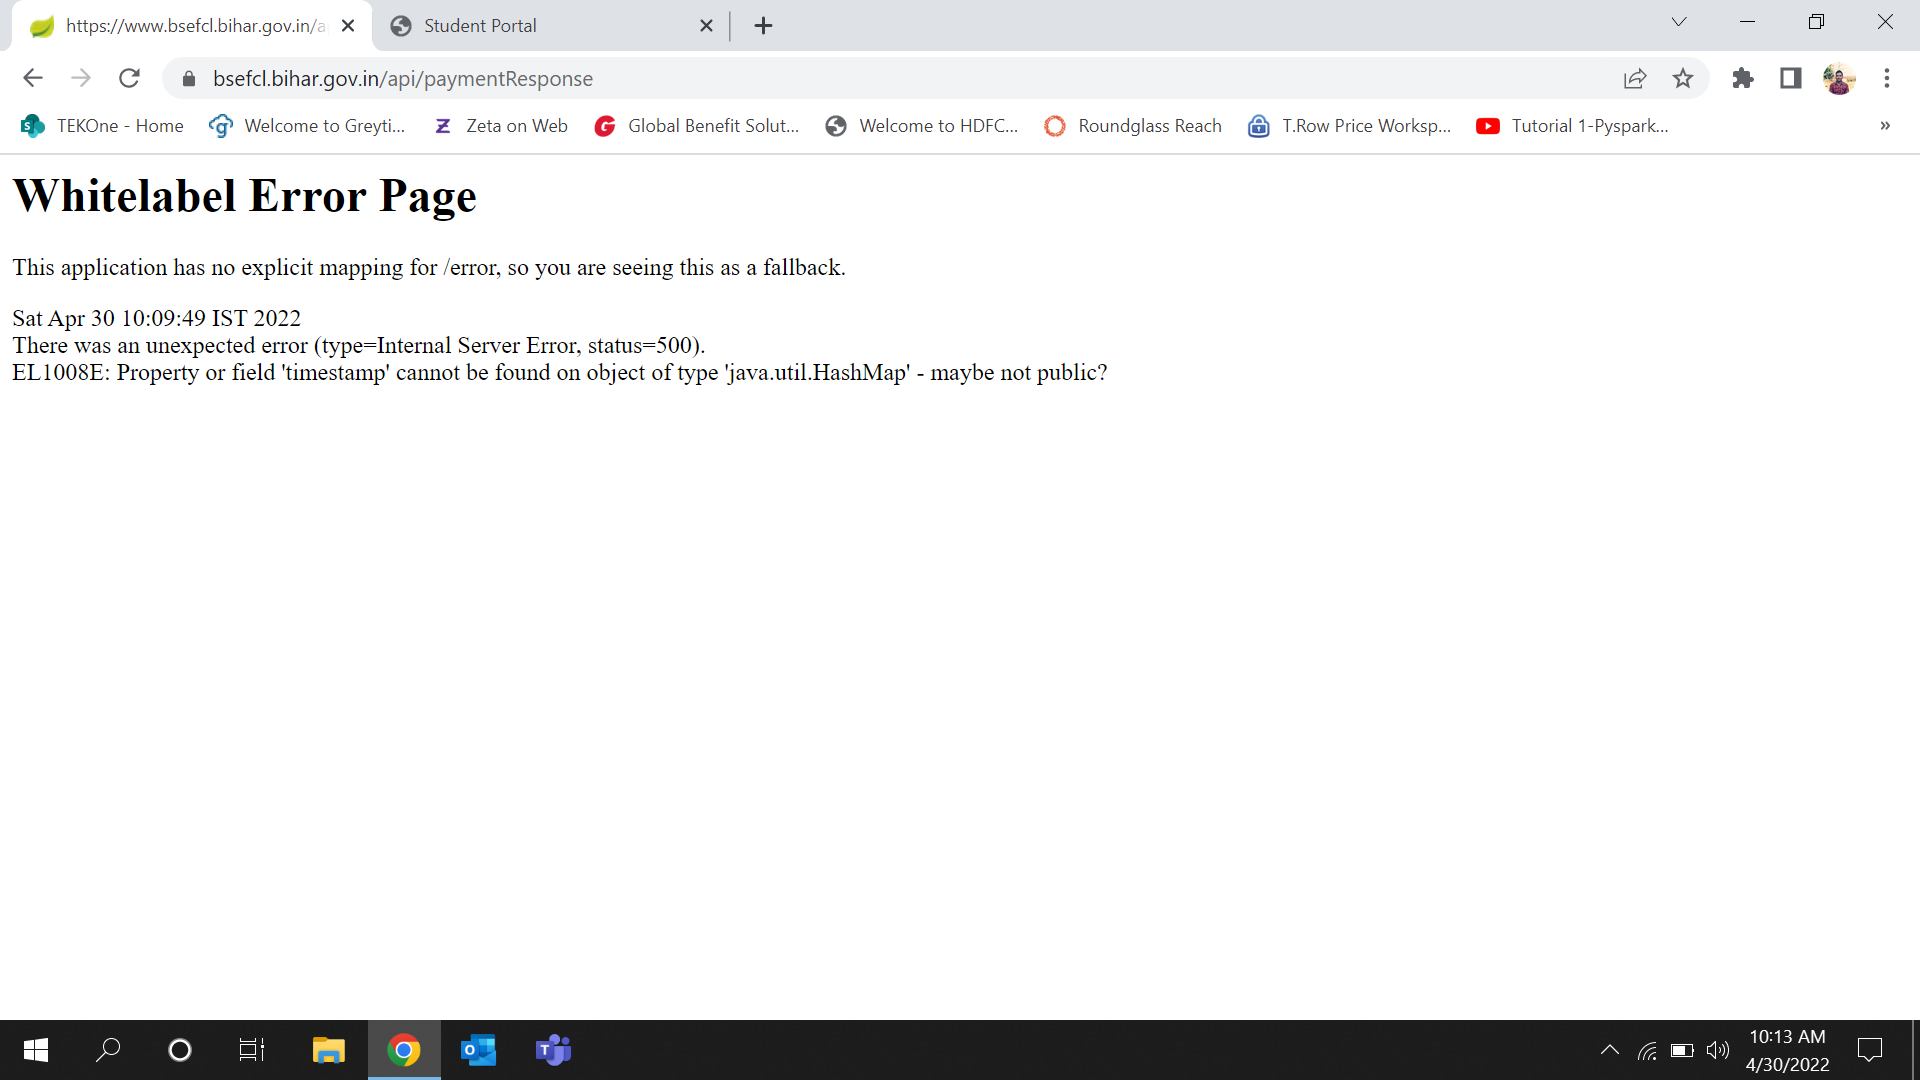 https://www.bsefcl.bihar.gov.in/a
Student Portal
bsefcl.bihar.gov.in/api/paymentResponse
TEKOne - Home
Welcome to Greyti...
Zeta on Web
Global Benefit Solut...
Welcome to HDFC...
Roundglass Reach
T.Row Price Worksp...
Tutorial 1-Pyspark...
»
Whitelabel Error Page
This application has no explicit mapping for /error, so you are seeing this as a fallback.
Sat Apr 30 10:09:49 IST 2022
There was an unexpected error (type=Internal Server Error, status=500).
EL1008E: Property or field 'timestamp' cannot be found on object of type 'java.util.HashMap' - maybe not public?
10:13 AM
4/30/2022